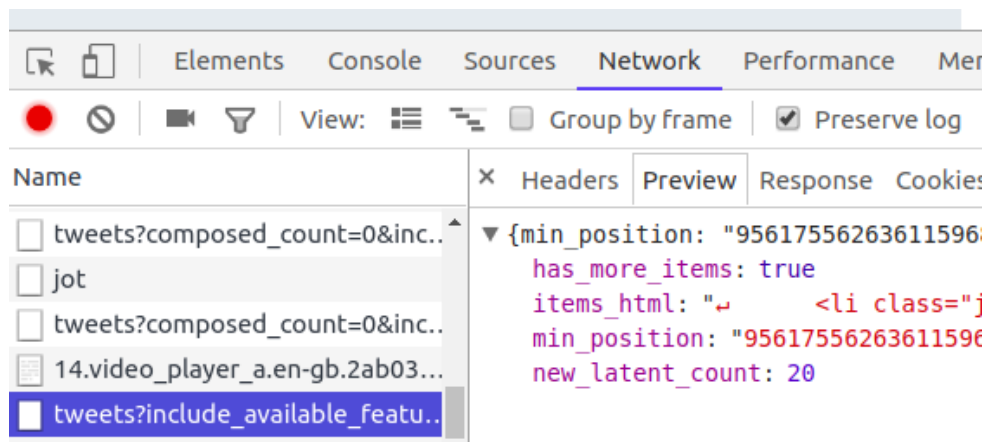 Elements Console Sources Network Performance Mer
View: Group by frame Preserve log
Name
× Headers Preview Response Cookies
tweets?composed_count=0&inc..
jot
tweets?composed_count=0&inc..
14.video_player_a.en-gb.2ab03...
tweets?include_available_featu..
▼ {min_position: "956175562636115968
has_more_items: true
items_html: "↵ <li class="j
min_position: "95617556263611596
new_latent_count: 20